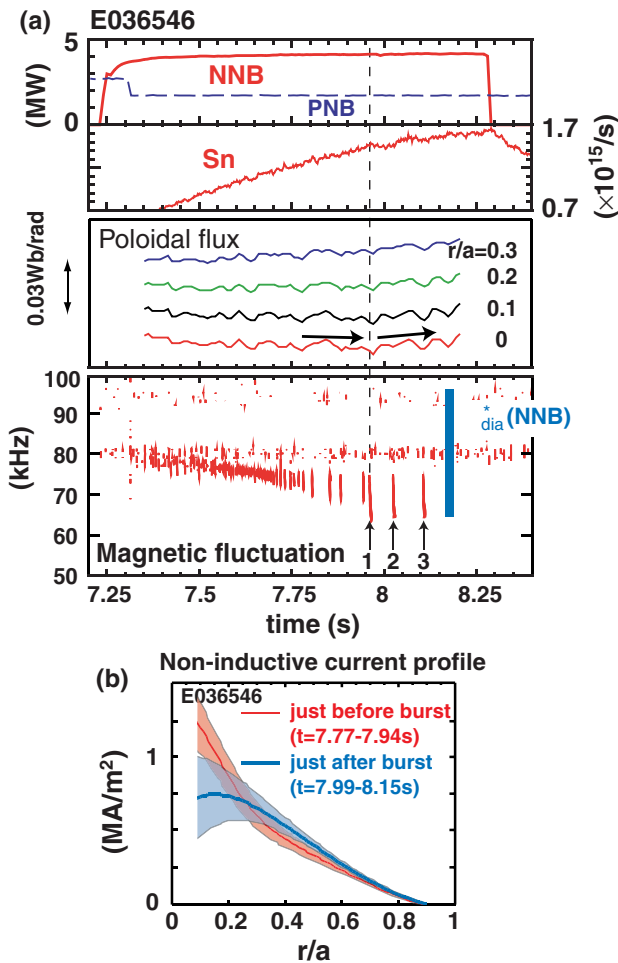 (a) E036546
5
(MW)
NNB
PNB
0
Sn
1.7
(×10¹⁵/s)
0.7
0.03Wb/rad
Poloidal flux
r/a=0.3
0.2
0.1
0
100
90
80
70
60
50
(kHz)
*
dia (NNB)
Magnetic fluctuation
1 2 3
7.25 7.5 7.75 8 8.25
time (s)
Non-inductive current profile
(b)
E036546
just before burst
(t=7.77-7.94s)
just after burst
(t=7.99-8.15s)
1
(MA/m²)
0
0 0.2 0.4 0.6 0.8 1
r/a